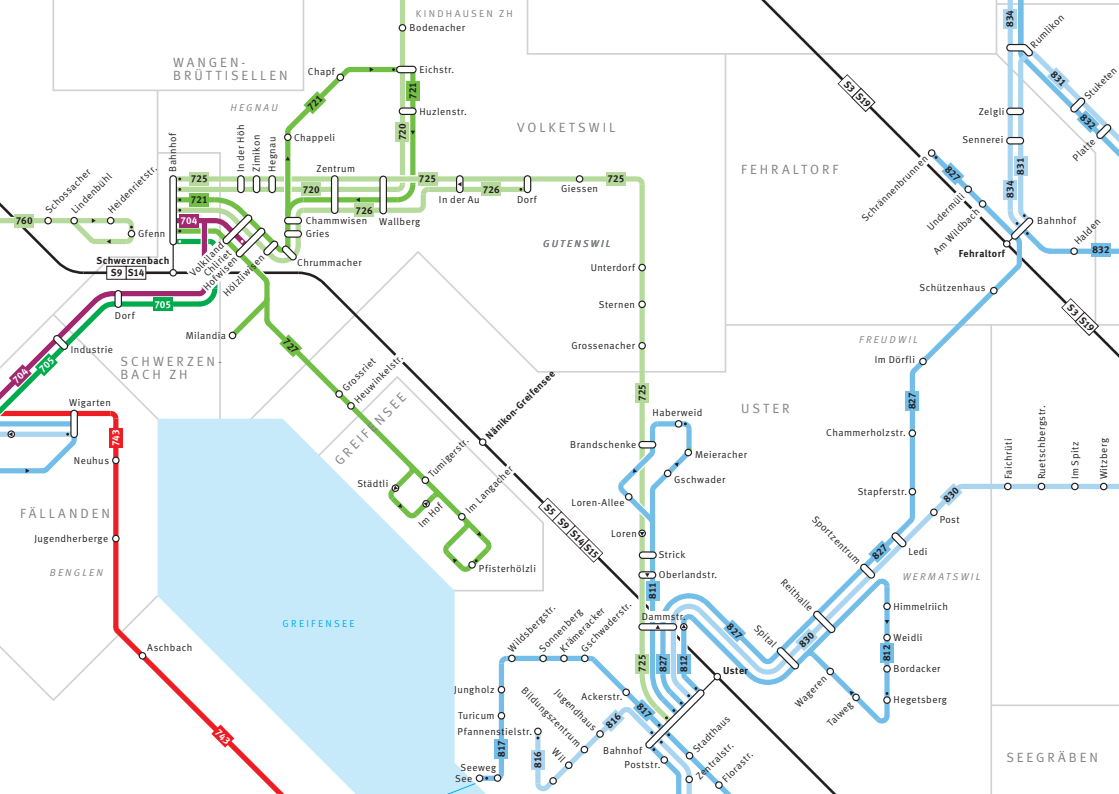 KINDHAUSEN ZH
Bodenacher
834
Rumlikon
WANGEN-
BRÜTTISELLEN
Chapf
Eichstr.
S3 S19
831
Stuketen
721
721
HEGNAU
Huzlenstr.
Zelgli
832
Platte
720
VOLKETSWIL
Chappeli
Sennerei
Bahnhof
In der Höh
Zimikon
Hegnau
FEHRALTORF
Schossacher
Lindenbühl
Heidenrietstr.
Zentrum
831
834
725
720
725
726
725
In der Au
Dorf
Giessen
Schrännenbrunnen
827
Undermüli
Am Wildbach
721
726
760
704
Chammwisen
Wallberg
Bahnhof
Gfenn
Gries
Halden
832
GUTENSWIL
Fehraltorf
Schwerzenbach
S9 S14
Volkiland
Chliriet
Hofwisen
Hölzliwisen
Chrummacher
Unterdorf
Schützenhaus
705
Dorf
Sternen
S3 S19
Milandia
Industrie
727
Grossenacher
FREUDWIL
SCHWERZEN-
BACH ZH
Im Dörfli
704
705
Grossriet
Heuwinkelstr.
Nänikon-Greifensee
725
827
Wigarten
GREIFENSEE
Haberweid
USTER
743
Brandschenke
Chammerholzstr.
Faichrüti
Ruetschbergstr.
Im Spitz
Witzberg
Neuhus
Meieracher
Tumigerstr.
Gschwader
Städtli
Im Hof
Im Langacher
Loren-Allee
Stapferstr.
830
FÄLLANDEN
S5 S9 S14 S15
Post
Jugendherberge
Loren
Sportzentrum
827
Ledi
Strick
Pfisterhölzli
Oberlandstr.
BENGLEN
WERMATSWIL
811
Reithalle
Himmelriich
GREIFENSEE
Wildsbergstr.
Sonnenberg
Krämeracker
Gschwaderstr.
Dammstr.
827
Spital
830
Weidli
Aschbach
725
827
812
812
Uster
Bordacker
Jungholz
Ackerstr.
Wageren
Hegetsberg
Bildungszentrum
Jugendhaus
Talweg
Turicum
817
816
Pfannenstielstr.
743
817
816
Wil
Bahnhof
Poststr.
Stadthaus
Zentralstr.
Florastr.
SEEGRÄBEN
Seeweg
See